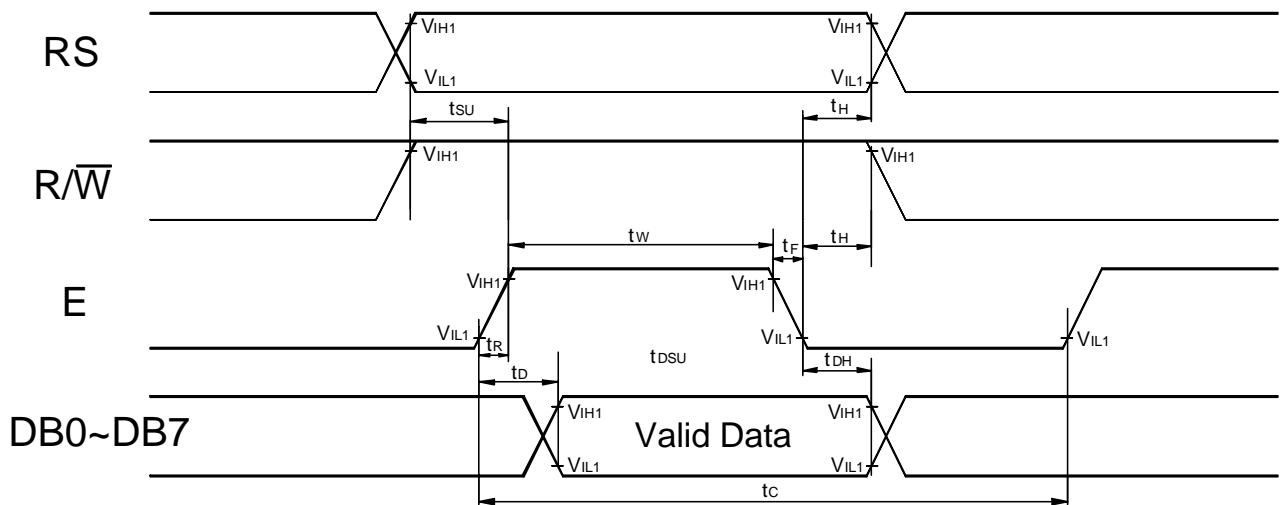 RS
VIH1
VIH1
VIL1
VIL1
tSU
tH
R/W̅
VIH1
VIH1
tW
tF
tH
E
VIH1
VIH1
VIL1
VIL1
VIL1
tR
tDSU
tDH
tD
DB0~DB7
VIH1
VIH1
Valid Data
VIL1
VIL1
tC